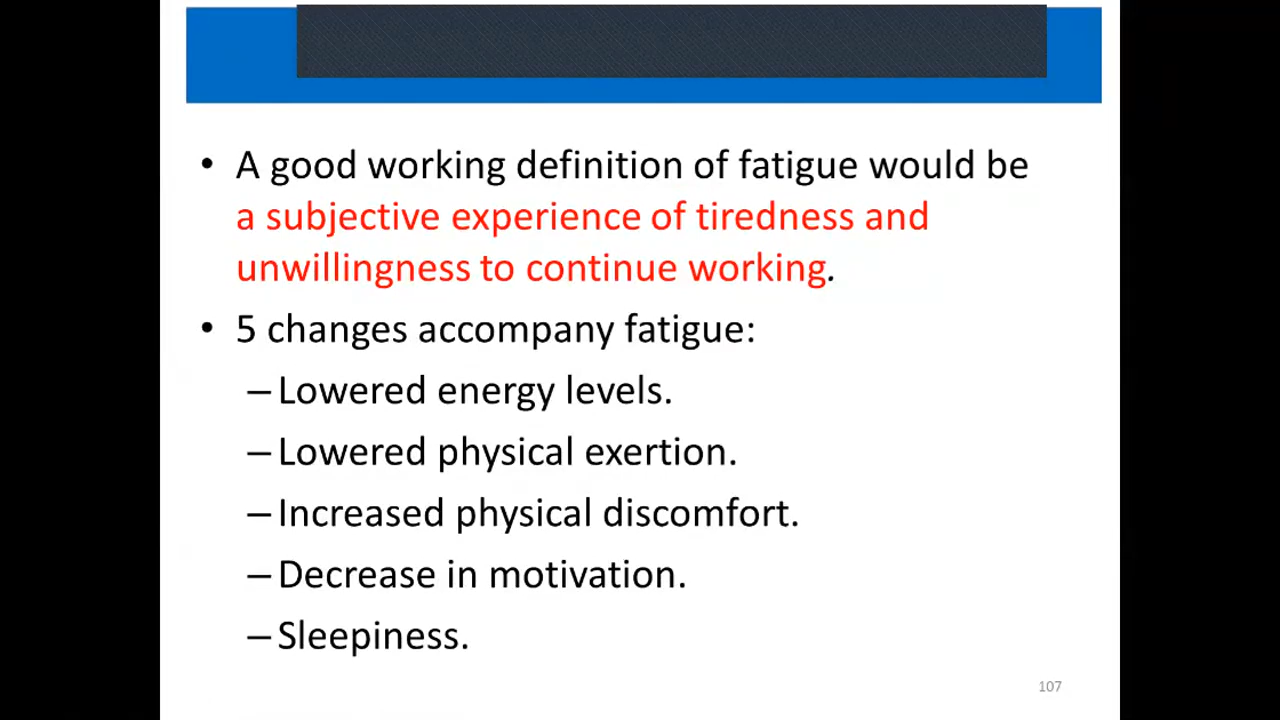 • A good working definition of fatigue would be
a subjective experience of tiredness and
unwillingness to continue working.
• 5 changes accompany fatigue:
–Lowered energy levels.
–Lowered physical exertion.
–Increased physical discomfort.
–Decrease in motivation.
–Sleepiness.
107